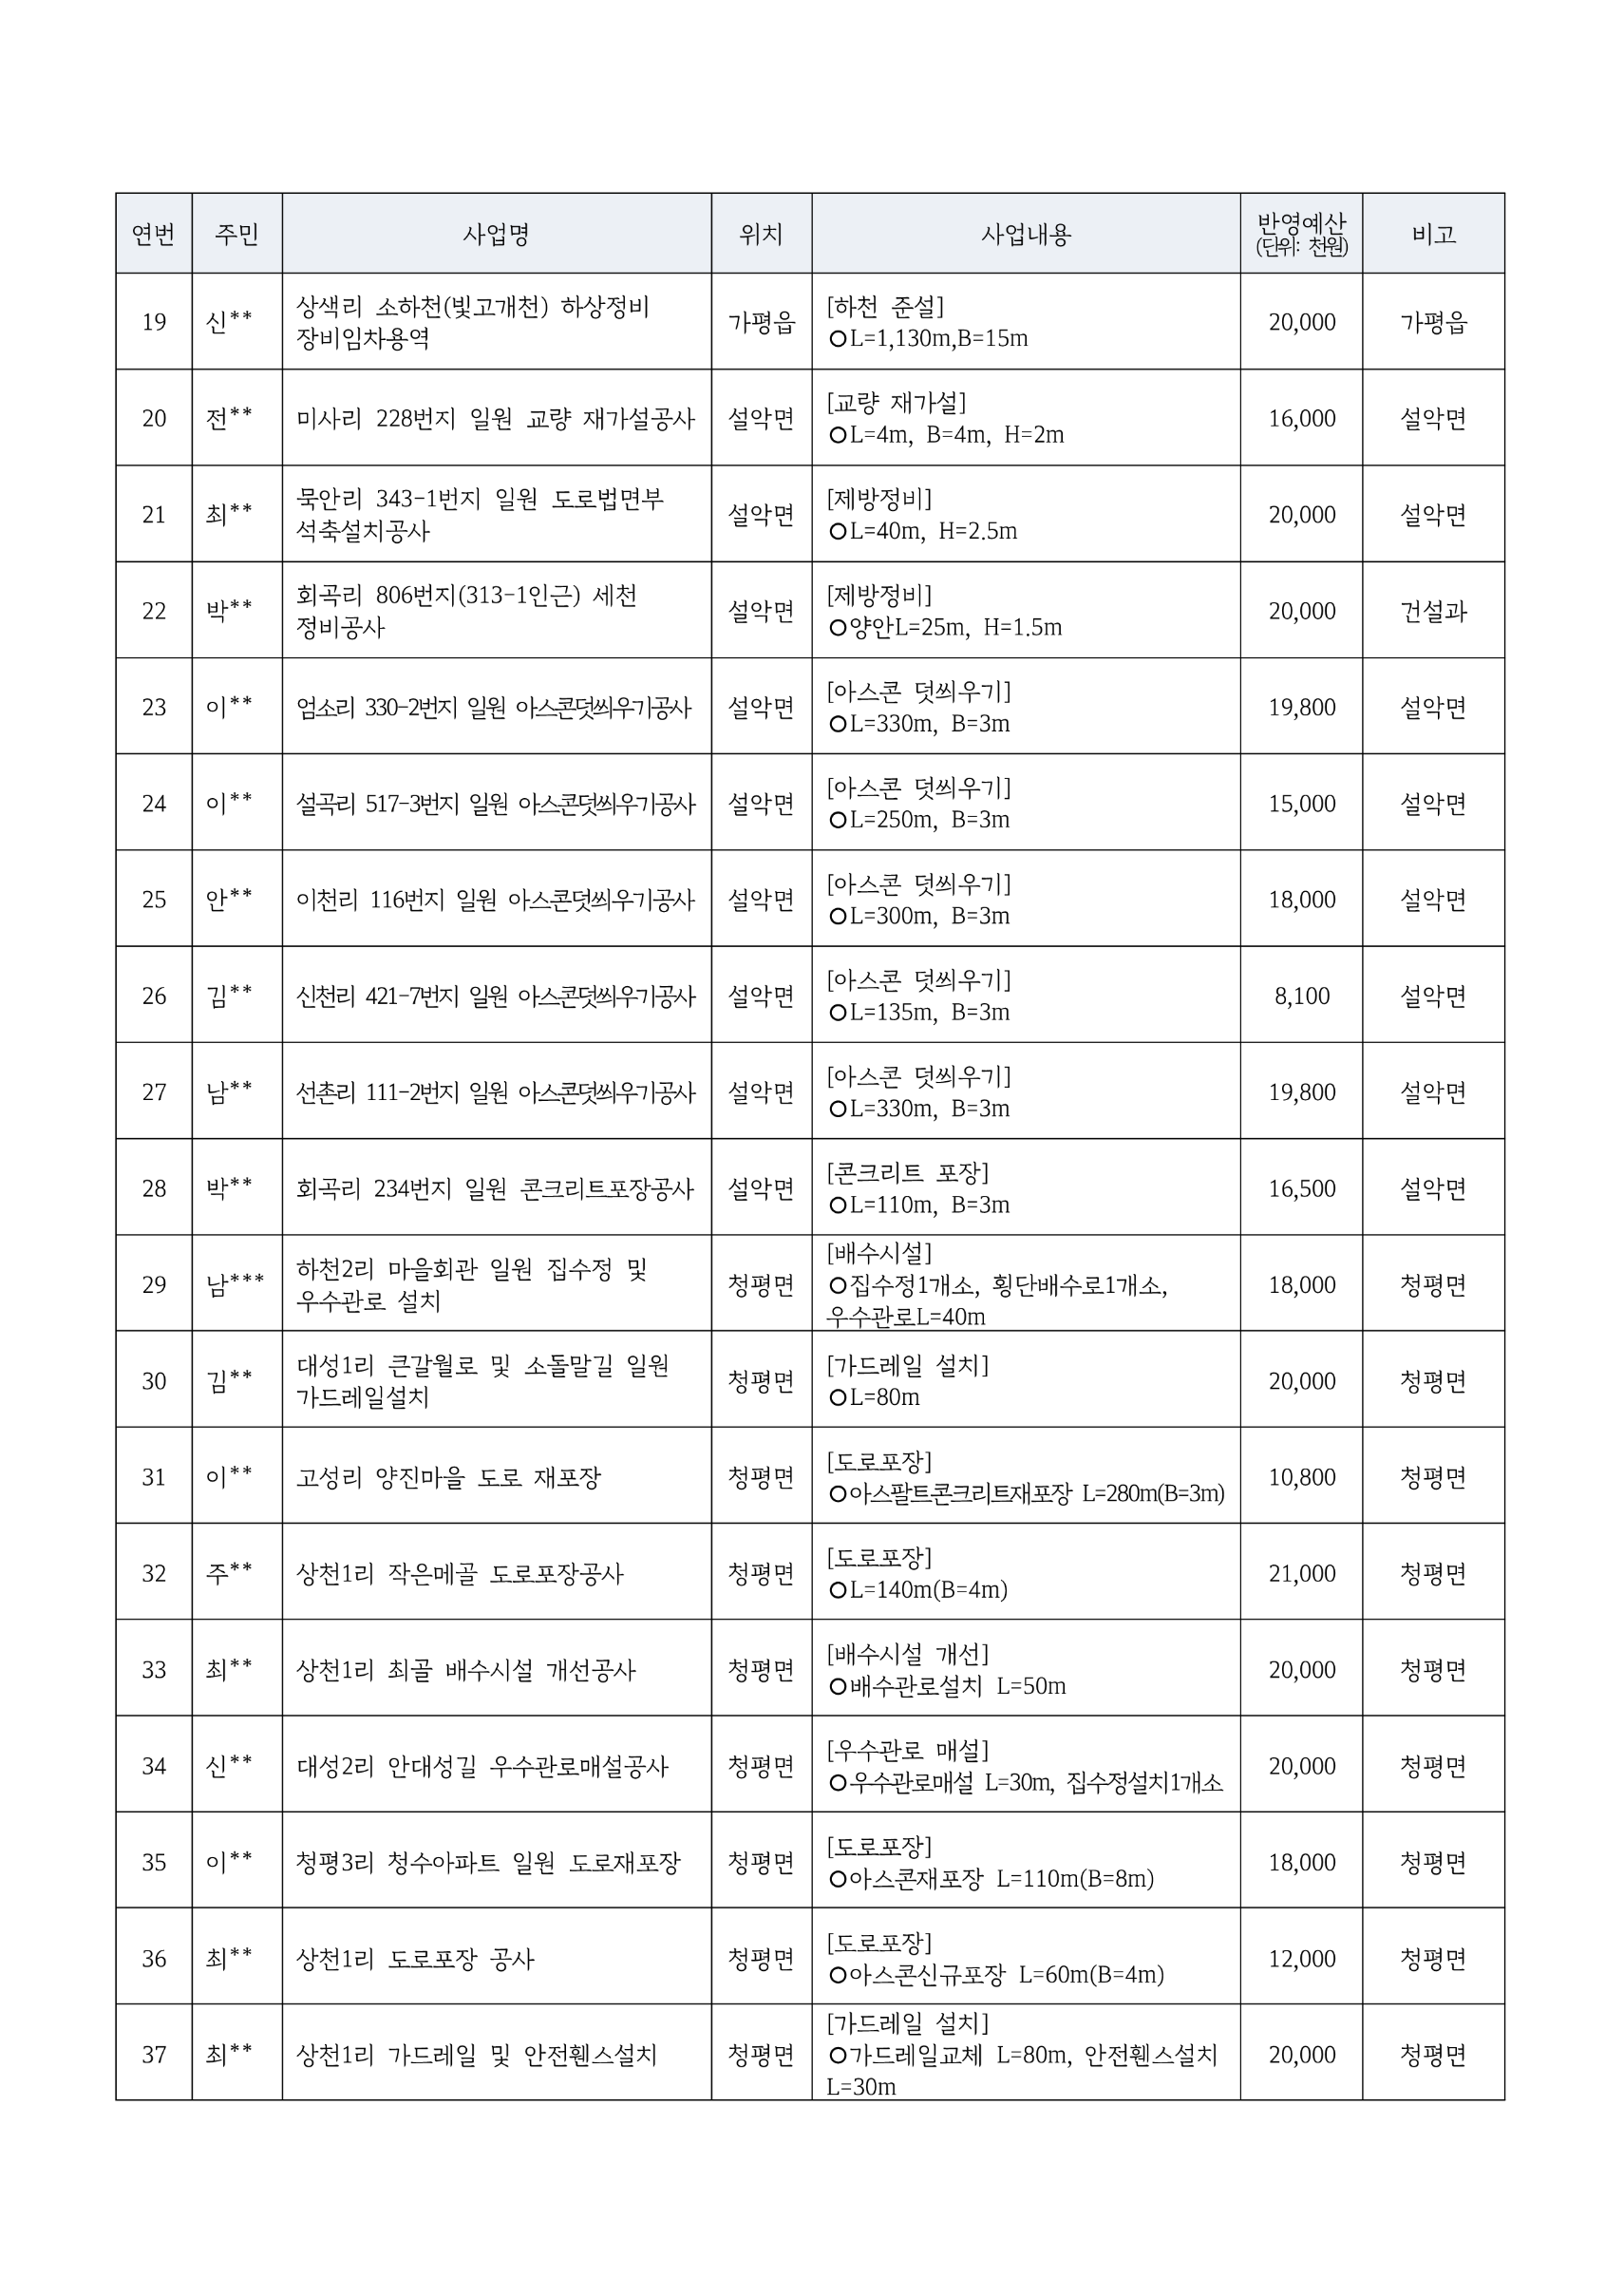 연번 주민 사업명 위치 사업내용 반영예산 비고
(단위: 천원)
19 신** 상색리 소하천(빛고개천) 하상정비 가평읍 [하천 준설] 20,000 가평읍
장비임차용역 ○L=1,130m,B=15m
20 전** 미사리 228번지 일원 교량 재가설공사 설악면 [교량 재가설] 16,000 설악면
○L=4m, B=4m, H=2m
21 최** 묵안리 343-1번지 일원 도로법면부 설악면 [제방정비] 20,000 설악면
석축설치공사 ○L=40m, H=2.5m
22 박** 회곡리 806번지(313-1인근) 세천 설악면 [제방정비] 20,000 건설과
정비공사 ○양안L=25m, H=1.5m
23 이** 엄소리 330-2번지 일원 아스콘덧씌우기공사 설악면 [아스콘 덧씌우기] 19,800 설악면
○L=330m, B=3m
24 이** 설곡리 517-3번지 일원 아스콘덧씌우기공사 설악면 [아스콘 덧씌우기] 15,000 설악면
○L=250m, B=3m
25 안** 이천리 116번지 일원 아스콘덧씌우기공사 설악면 [아스콘 덧씌우기] 18,000 설악면
○L=300m, B=3m
26 김** 신천리 421-7번지 일원 아스콘덧씌우기공사 설악면 [아스콘 덧씌우기] 8,100 설악면
○L=135m, B=3m
27 남** 선촌리 111-2번지 일원 아스콘덧씌우기공사 설악면 [아스콘 덧씌우기] 19,800 설악면
○L=330m, B=3m
28 박** 회곡리 234번지 일원 콘크리트포장공사 설악면 [콘크리트 포장] 16,500 설악면
○L=110m, B=3m
29 남*** 하천2리 마을회관 일원 집수정 및 청평면 [배수시설] 18,000 청평면
우수관로 설치 ○집수정1개소, 횡단배수로1개소,
우수관로L=40m
30 김** 대성1리 큰갈월로 및 소돌말길 일원 청평면 [가드레일 설치] 20,000 청평면
가드레일설치 ○L=80m
31 이** 고성리 양진마을 도로 재포장 청평면 [도로포장] 10,800 청평면
○아스팔트콘크리트재포장 L=280m(B=3m)
32 주** 상천1리 작은메골 도로포장공사 청평면 [도로포장] 21,000 청평면
○L=140m(B=4m)
33 최** 상천1리 최골 배수시설 개선공사 청평면 [배수시설 개선] 20,000 청평면
○배수관로설치 L=50m
34 신** 대성2리 안대성길 우수관로매설공사 청평면 [우수관로 매설] 20,000 청평면
○우수관로매설 L=30m, 집수정설치1개소
35 이** 청평3리 청수아파트 일원 도로재포장 청평면 [도로포장] 18,000 청평면
○아스콘재포장 L=110m(B=8m)
36 최** 상천1리 도로포장 공사 청평면 [도로포장] 12,000 청평면
○아스콘신규포장 L=60m(B=4m)
37 최** 상천1리 가드레일 및 안전휀스설치 청평면 [가드레일 설치] 20,000 청평면
○가드레일교체 L=80m, 안전휀스설치
L=30m